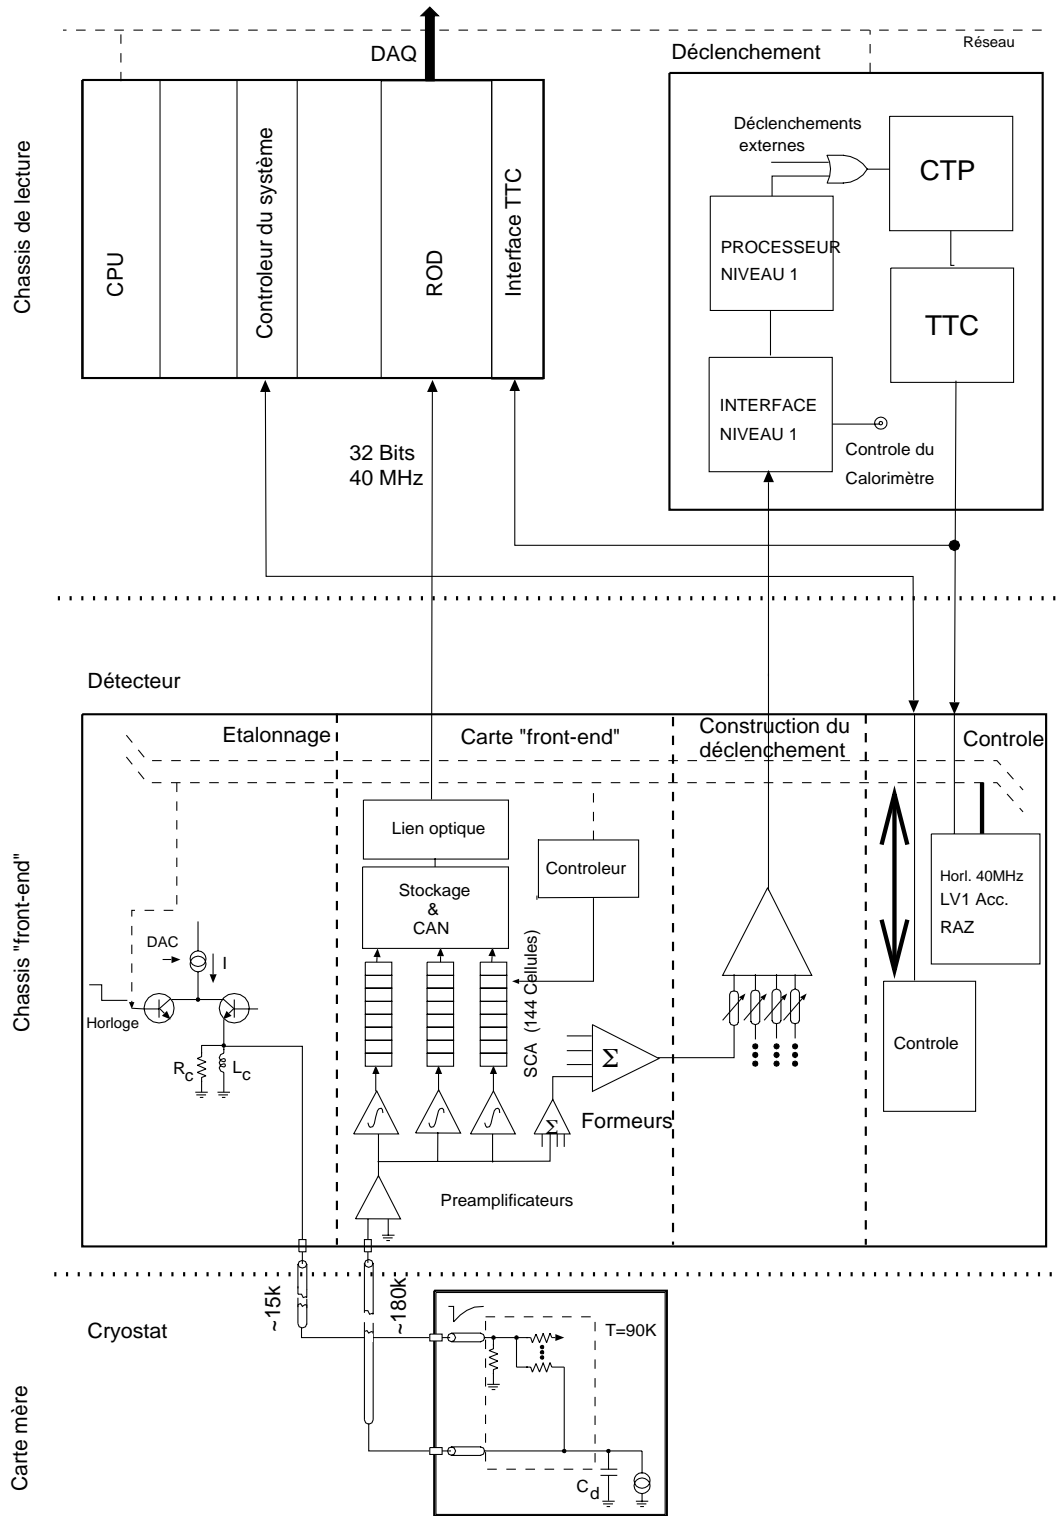 Réseau
DAQ
Déclenchement
Chassis de lecture
CPU
Controleur du système
ROD
Interface TTC
Déclenchements
externes
CTP
PROCESSEUR
NIVEAU 1
TTC
INTERFACE
NIVEAU 1
Controle du
Calorimètre
32 Bits
40 MHz
Détecteur
Chassis "front-end"
Etalonnage
Carte "front-end"
Construction du
déclenchement
Controle
Lien optique
Controleur
Stockage
&
CAN
Horl. 40MHz
LV1 Acc.
RAZ
DAC
I
Horloge
SCA (144 Cellules)
Controle
R_C
L_C
Σ
Σ
Formeurs
Preamplificateurs
~15k
~180k
Cryostat
T=90K
Carte mère
C_d